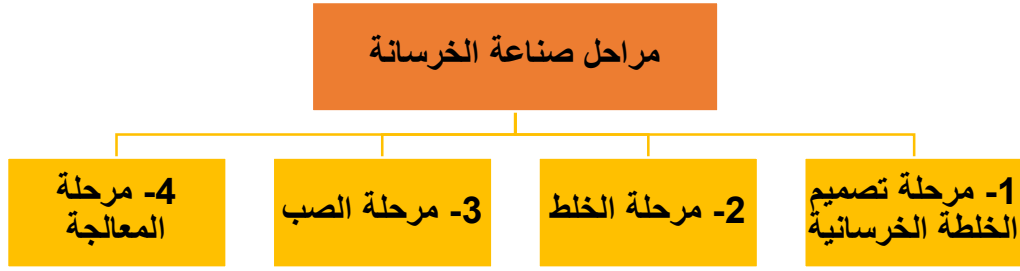 مراحل صناعة الخرسانة
1- مرحلة تصميم
الخلطة الخرسانية
2- مرحلة الخلط
3- مرحلة الصب
4- مرحلة
المعالجة